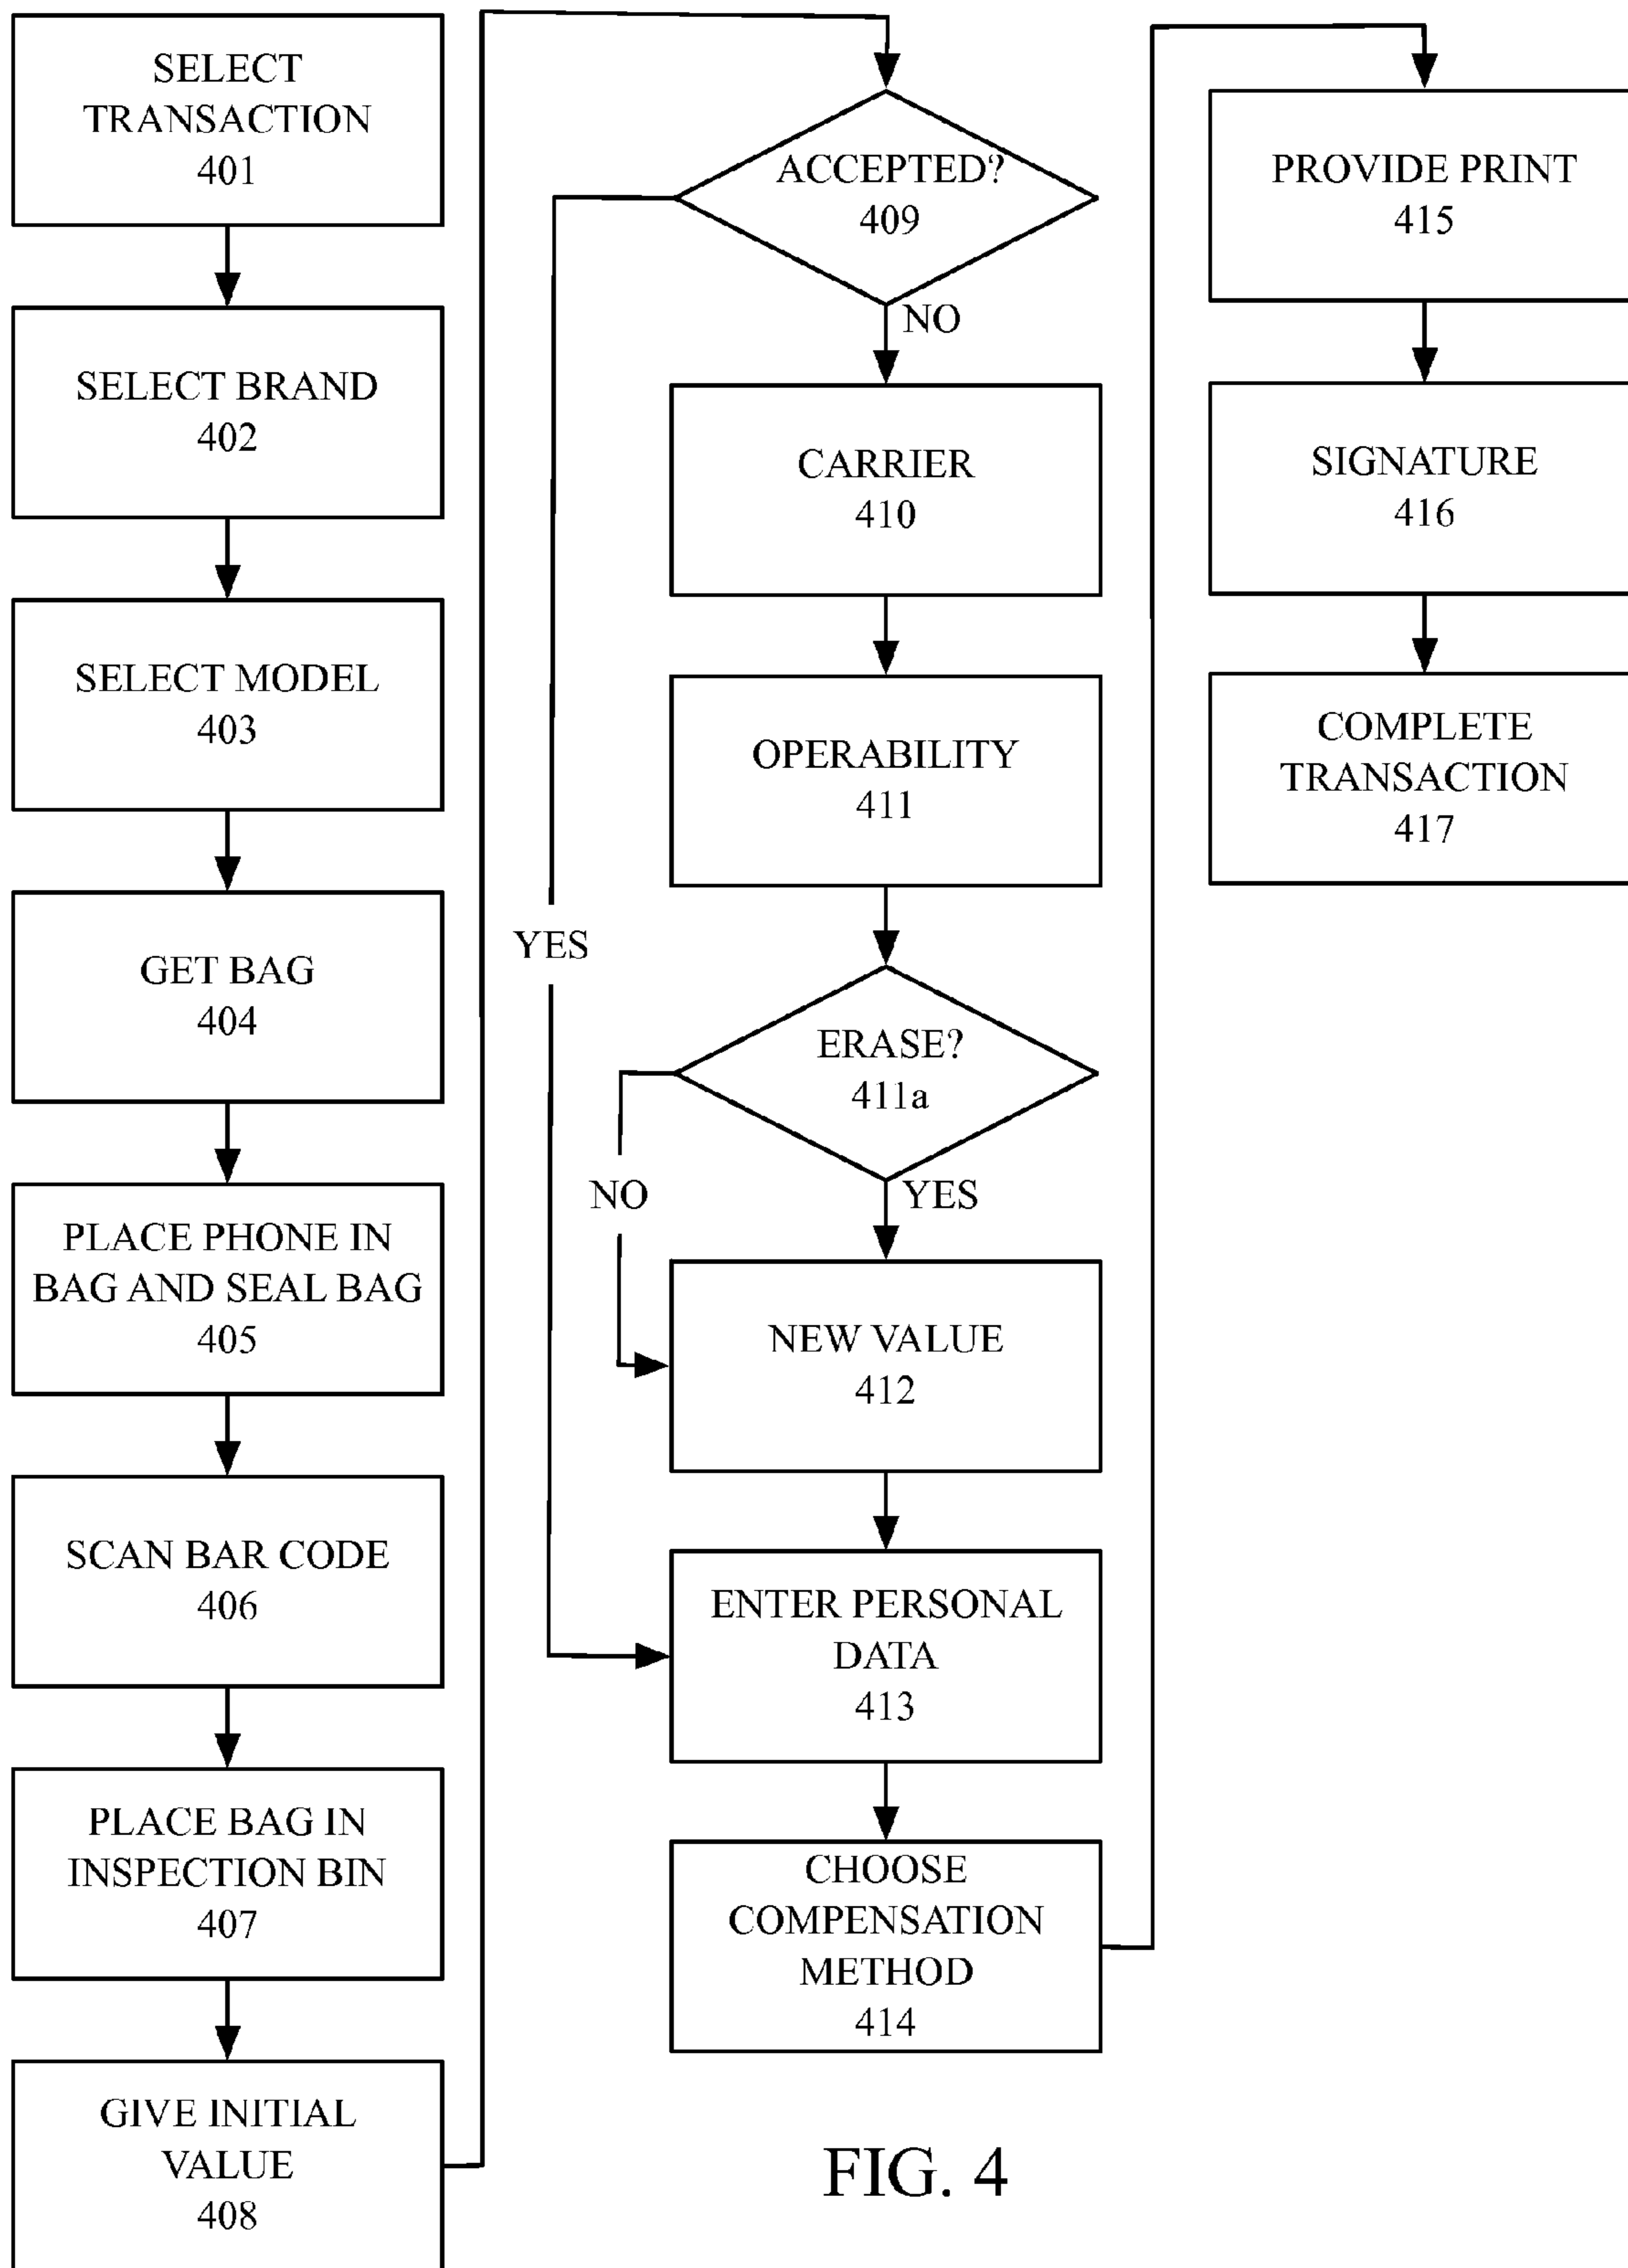 SELECT
TRANSACTION
401
SELECT BRAND
402
SELECT MODEL
403
GET BAG
404
PLACE PHONE IN
BAG AND SEAL BAG
405
SCAN BAR CODE
406
PLACE BAG IN
INSPECTION BIN
407
GIVE INITIAL
VALUE
408
ACCEPTED?
409
NO
YES
CARRIER
410
OPERABILITY
411
ERASE?
411a
NO
YES
NEW VALUE
412
ENTER PERSONAL
DATA
413
CHOOSE
COMPENSATION
METHOD
414
PROVIDE PRINT
415
SIGNATURE
416
COMPLETE
TRANSACTION
417
FIG. 4